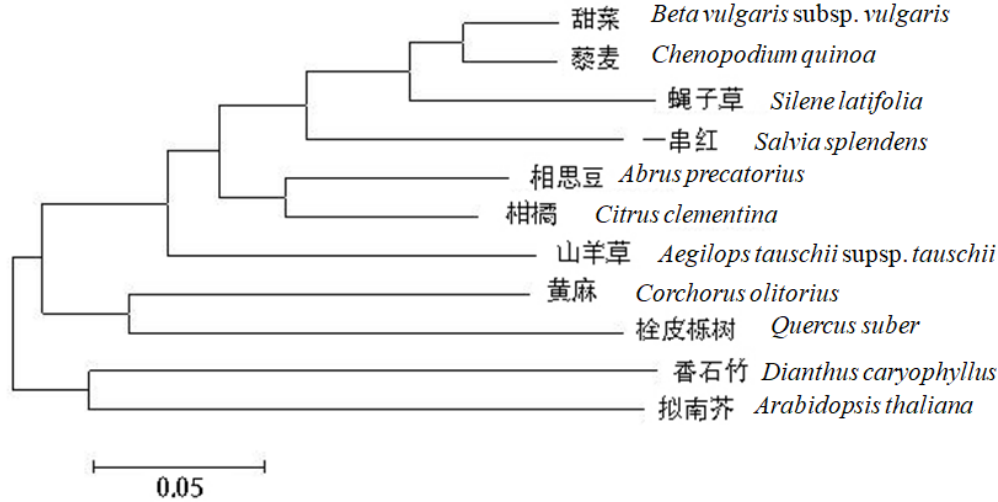 甜菜 Beta vulgaris subsp. vulgaris
藜麦 Chenopodium quinoa
蝇子草 Silene latifolia
一串红 Salvia splendens
相思豆 Abrus precatorius
柑橘 Citrus clementina
山羊草 Aegilops tauschii supsp. tauschii
黄麻 Corchorus olitorius
栓皮栎树 Quercus suber
香石竹 Dianthus caryophyllus
拟南芥 Arabidopsis thaliana
0.05